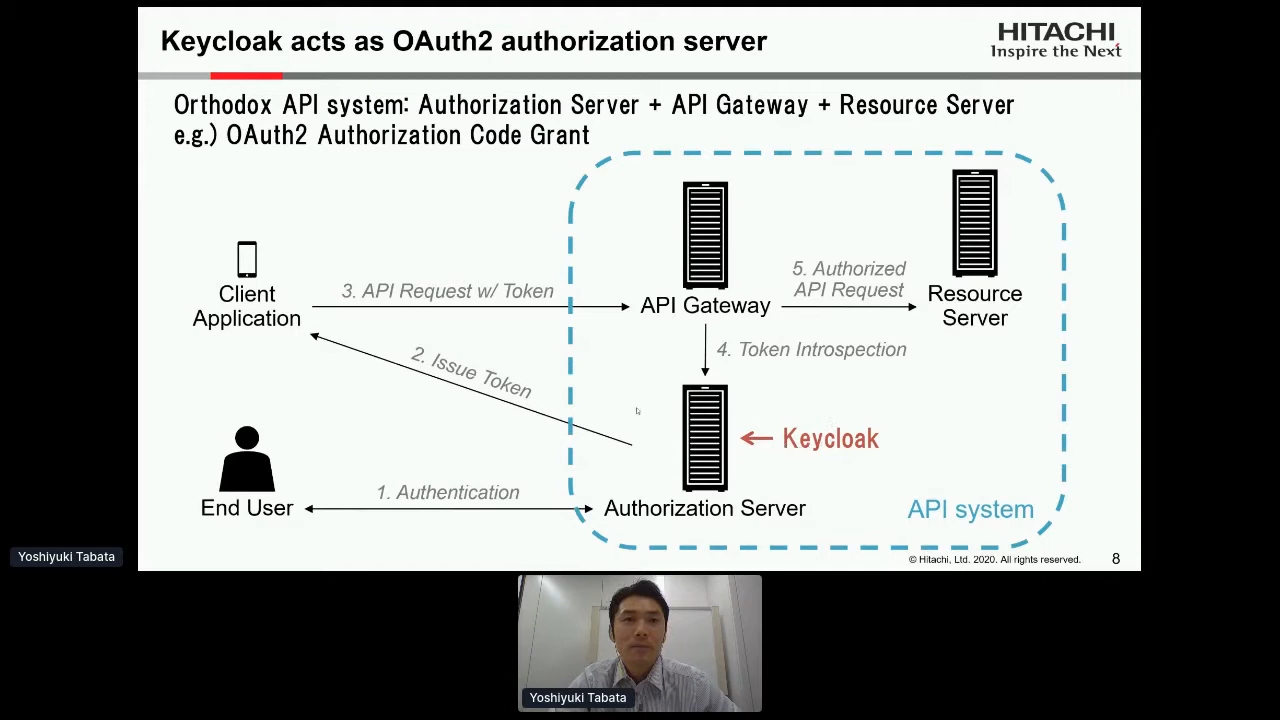 Keycloak acts as OAuth2 authorization server
HITACHI
Inspire the Next
Orthodox API system: Authorization Server + API Gateway + Resource Server
e.g.) OAuth2 Authorization Code Grant
Client
Application
3. API Request w/ Token
API Gateway
5. Authorized
API Request
Resource
Server
2. Issue Token
4. Token Introspection
Keycloak
End User
1. Authentication
Authorization Server
API system
© Hitachi, Ltd. 2020. All rights reserved.
8
Yoshiyuki Tabata
Yoshiyuki Tabata